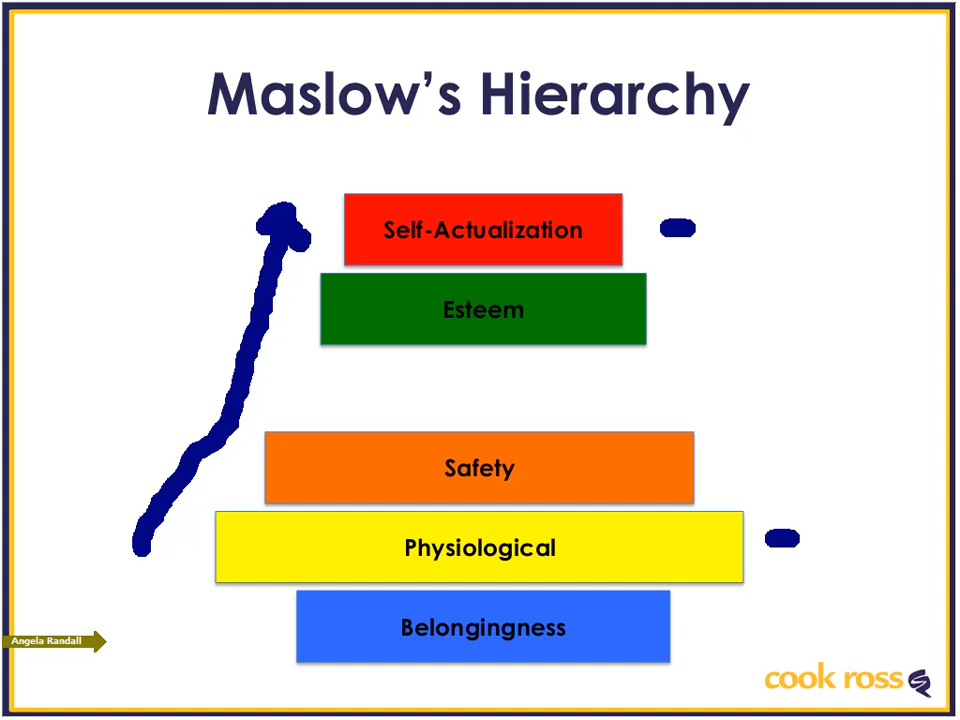 Maslow's Hierarchy
Self-Actualization
Esteem
Safety
Physiological
Belongingness
Angela Randall
cook ross